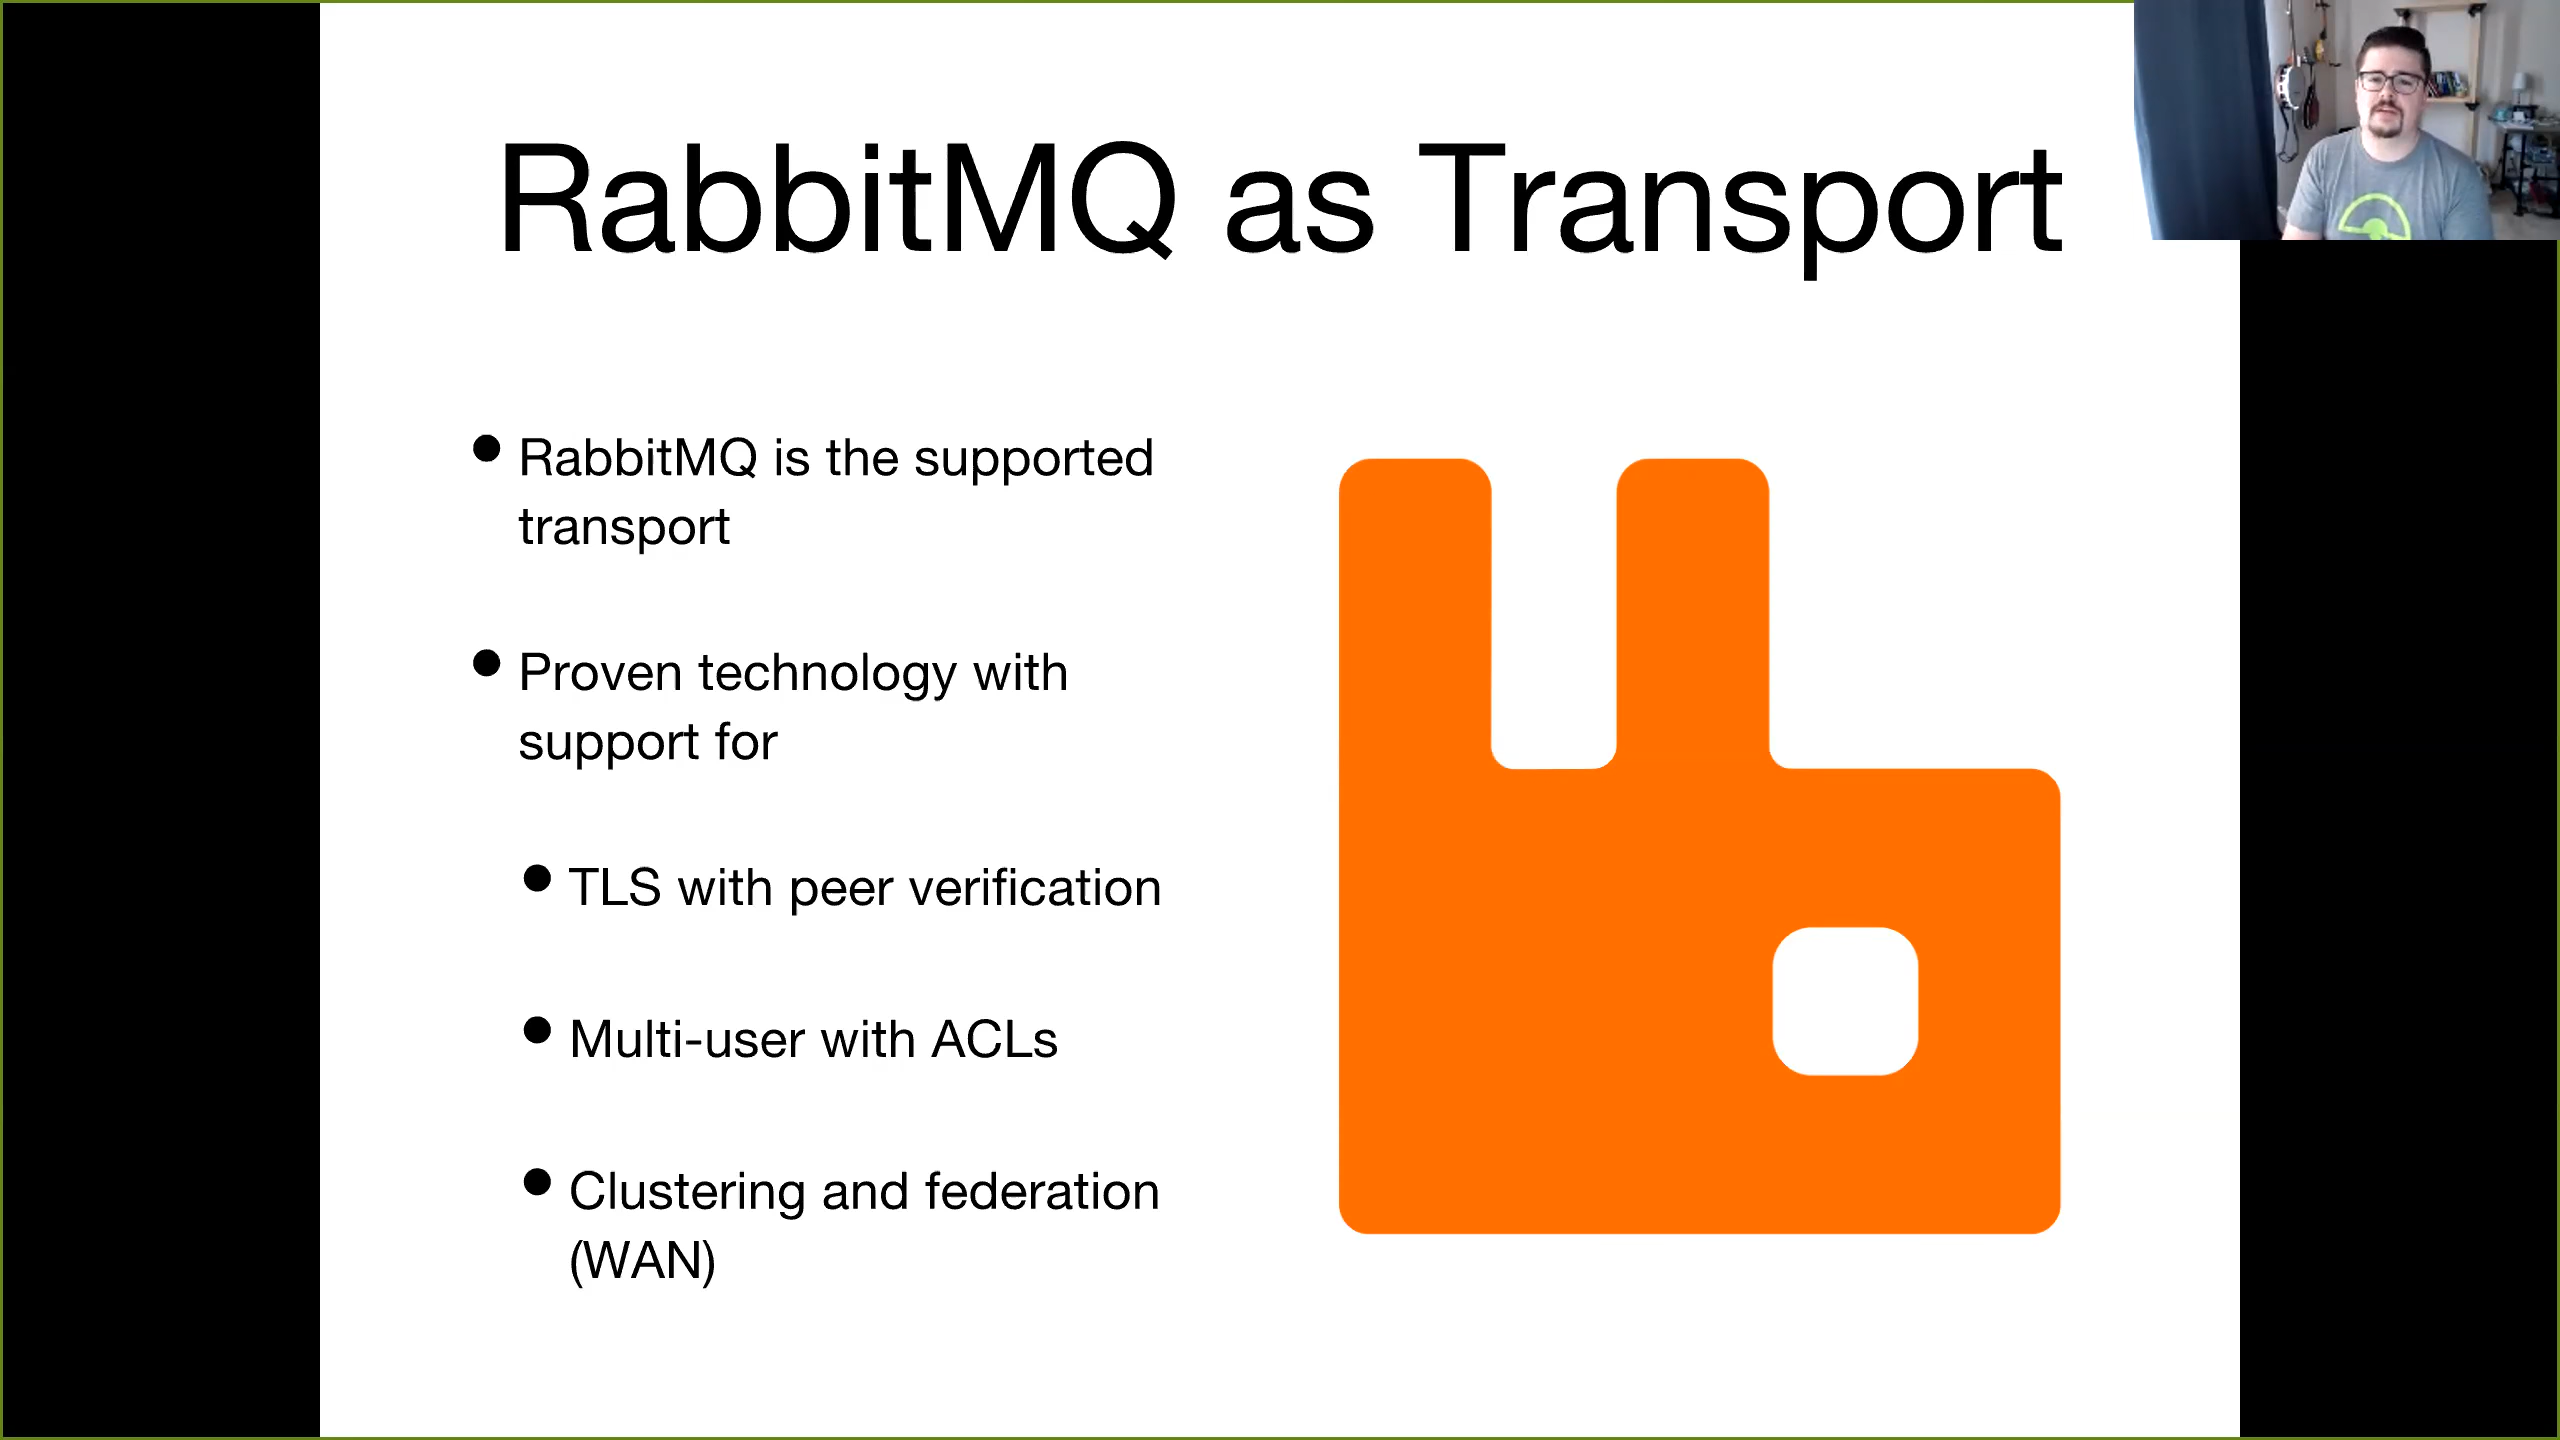 RabbitMQ as Transport
• RabbitMQ is the supported
transport
• Proven technology with
support for
• TLS with peer verification
• Multi-user with ACLs
• Clustering and federation
(WAN)